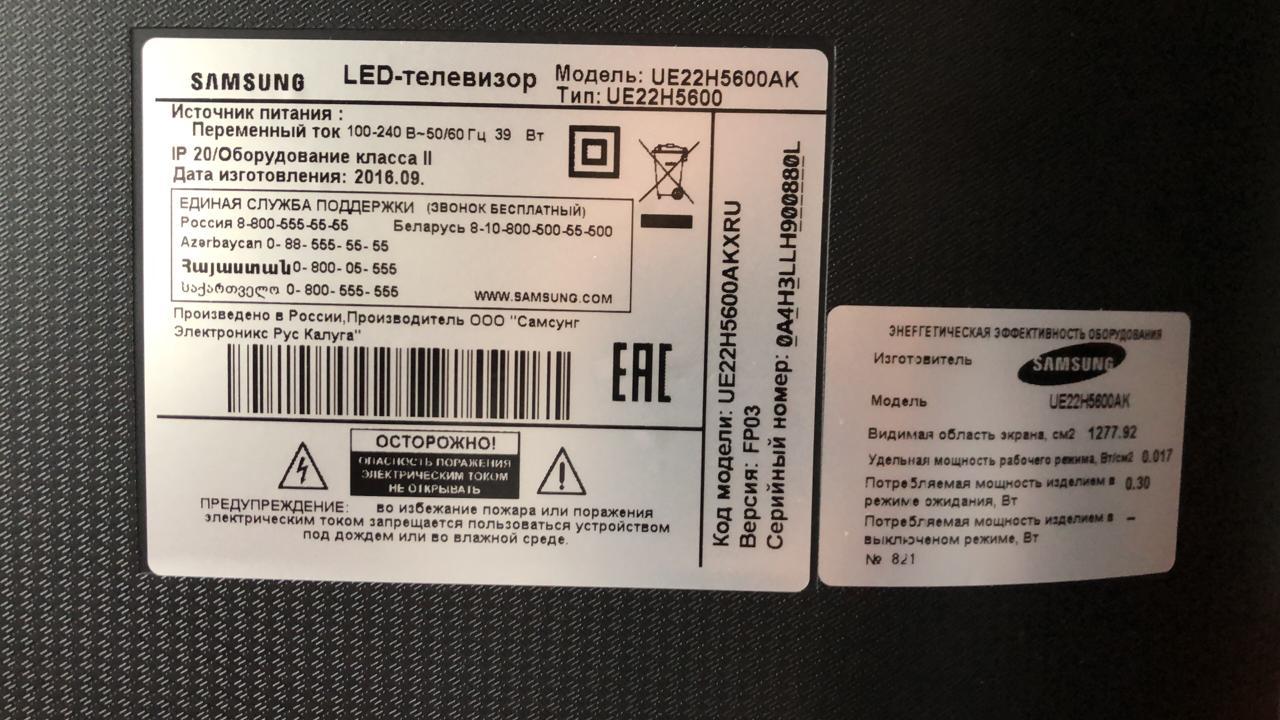 SAMSUNG LED-телевизор Модель: UE22H5600AK
Тип: UE22H5600
Источник питания :
Переменный ток 100-240 В~50/60 Гц 39 Вт
IP 20/Оборудование класса II
Дата изготовления: 2016.09.
ЕДИНАЯ СЛУЖБА ПОДДЕРЖКИ (ЗВОНОК БЕСПЛАТНЫЙ)
Россия 8-800-555-55-55 Беларусь 8-10-800-500-55-500
Azərbaycan 0- 88- 555- 55- 55
Հայաստան 0- 800- 05- 555
საქართველო 0- 800- 555- 555
WWW.SAMSUNG.COM
Произведено в России,Производитель ООО "Самсунг
Электроникс Рус Калуга"
EAC
ОСТОРОЖНО!
ОПАСНОСТЬ ПОРАЖЕНИЯ
ЭЛЕКТРИЧЕСКИМ ТОКОМ
НЕ ОТКРЫВАТЬ
ПРЕДУПРЕЖДЕНИЕ: во избежание пожара или поражения
электрическим током запрещается пользоваться устройством
под дождем или во влажной среде.
Код модели: UE22H5600AKXRU
Версия: FP03
Серийный номер: 0A4H3LLH900880L
ЭНЕРГЕТИЧЕСКАЯ ЭФФЕКТИВНОСТЬ ОБОРУДОВАНИЯ
Изготовитель SAMSUNG
Модель UE22H5600AK
Видимая область экрана, см2 1277.92
Удельная мощность рабочего режима, Вт/см2 0.017
Потребляемая мощность изделием в 0.30
режиме ожидания, Вт
Потребляемая мощность изделием в –
выключеном режиме, Вт
№ 821